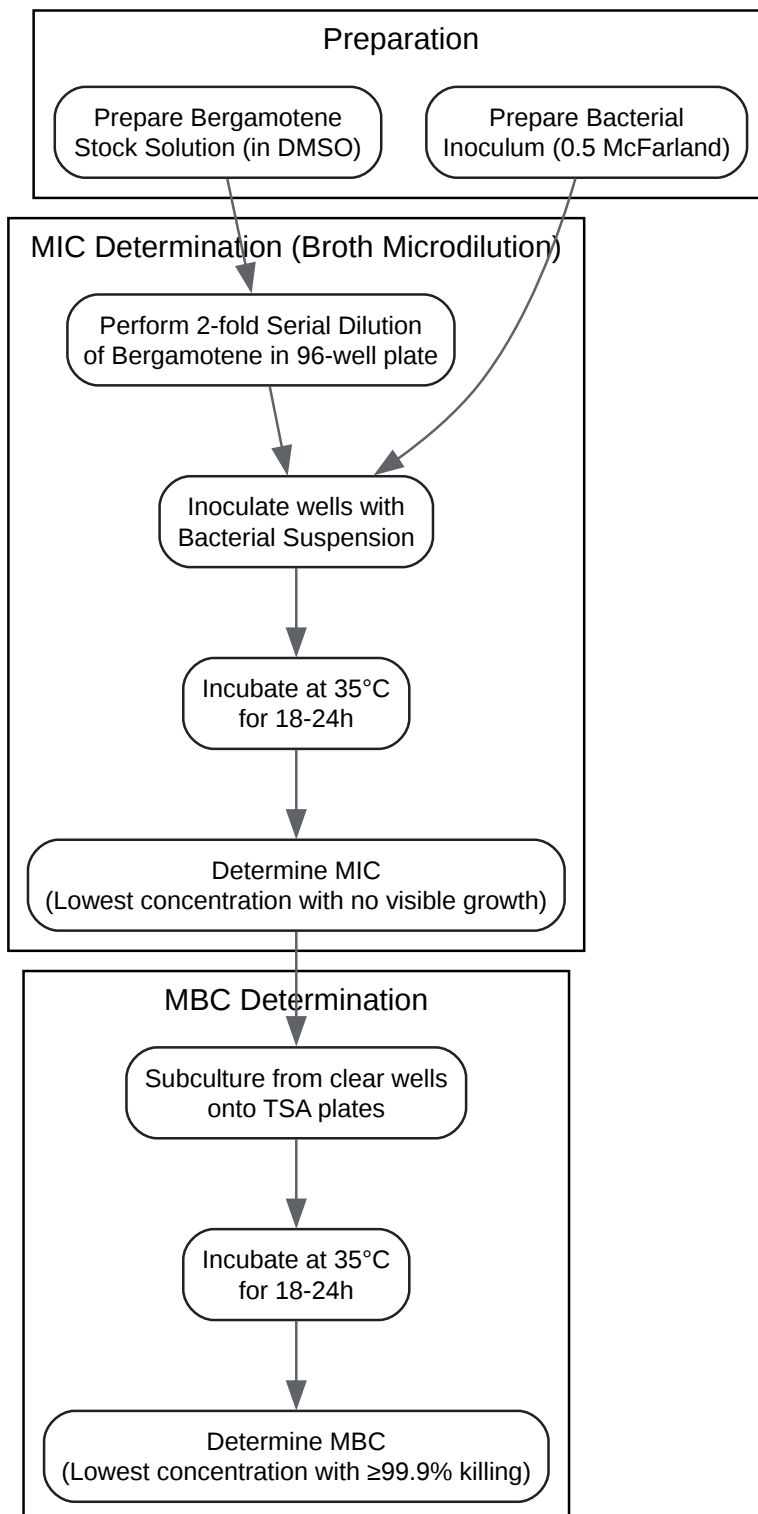 Preparation
Prepare Bergamotene
Stock Solution (in DMSO)
Prepare Bacterial
Inoculum (0.5 McFarland)
MIC Determination (Broth Microdilution)
Perform 2-fold Serial Dilution
of Bergamotene in 96-well plate
Inoculate wells with
Bacterial Suspension
Incubate at 35°C
for 18-24h
Determine MIC
(Lowest concentration with no visible growth)
MBC Determination
Subculture from clear wells
onto TSA plates
Incubate at 35°C
for 18-24h
Determine MBC
(Lowest concentration with ≥99.9% killing)